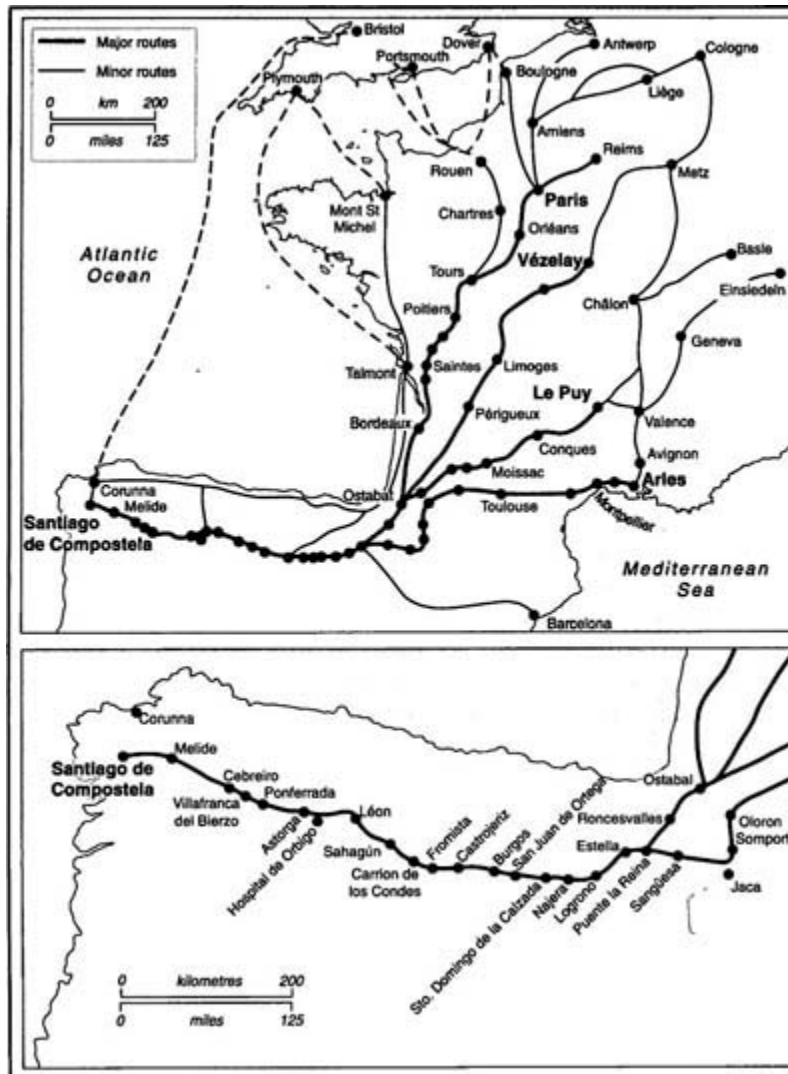 Major routes
Minor routes
0 km 200
0 miles 125
Bristol
Plymouth
Portsmouth
Dover
Boulogne
Antwerp
Cologne
Liège
Amiens
Rouen
Reims
Metz
Paris
Mont St
Michel
Chartres
Orléans
Vézelay
Basle
Einsiedeln
Atlantic
Ocean
Tours
Châlon
Poitiers
Geneva
Talmont
Saintes
Limoges
Le Puy
Périgueux
Valence
Bordeaux
Conques
Avignon
Moissac
Arles
Corunna
Ostabat
Melide
Toulouse
Montpellier
Santiago
de Compostela
Mediterranean
Sea
Barcelona
Corunna
Melide
Santiago de
Compostela
Cebreiro
Ponferrada
Villafranca
del Bierzo
Astorga
Hospital de Orbigo
Léon
Sahagún
Carrion de
los Condes
Fromista
Castrojeriz
Burgos
San Juan de Ortega
Sto. Domingo de la Calzada
Najera
Logrono
Estella
Puente la Reina
Roncesvalles
Ostabal
Sangüesa
Oloron
Somport
Jaca
0 kilometres 200
0 miles 125